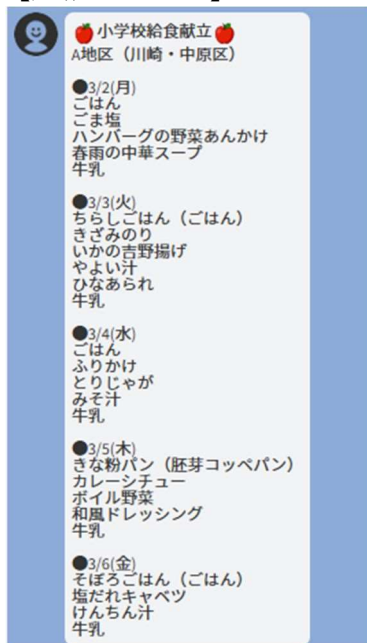 🍎小学校給食献立🍎
A地区（川崎・中原区）
●3/2(月)
ごはん
ごま塩
ハンバーグの野菜あんかけ
春雨の中華スープ
牛乳
●3/3(火)
ちらしごはん（ごはん）
きざみのり
いかの吉野揚げ
やよい汁
ひなあられ
牛乳
●3/4(水)
ごはん
ふりかけ
とりじゃが
みそ汁
牛乳
●3/5(木)
きな粉パン（胚芽コッペパン）
カレーシチュー
ボイル野菜
和風ドレッシング
牛乳
●3/6(金)
そぼろごはん（ごはん）
塩だれキャベツ
けんちん汁
牛乳